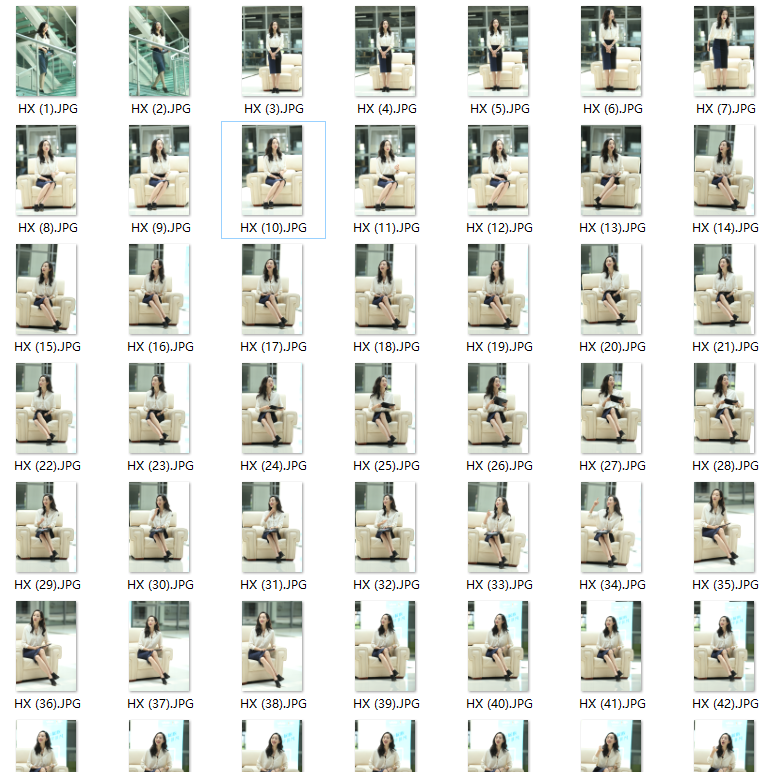 HX (1).JPG HX (2).JPG HX (3).JPG HX (4).JPG HX (5).JPG HX (6).JPG HX (7).JPG
HX (8).JPG HX (9).JPG HX (10).JPG HX (11).JPG HX (12).JPG HX (13).JPG HX (14).JPG
HX (15).JPG HX (16).JPG HX (17).JPG HX (18).JPG HX (19).JPG HX (20).JPG HX (21).JPG
HX (22).JPG HX (23).JPG HX (24).JPG HX (25).JPG HX (26).JPG HX (27).JPG HX (28).JPG
HX (29).JPG HX (30).JPG HX (31).JPG HX (32).JPG HX (33).JPG HX (34).JPG HX (35).JPG
HX (36).JPG HX (37).JPG HX (38).JPG HX (39).JPG HX (40).JPG HX (41).JPG HX (42).JPG